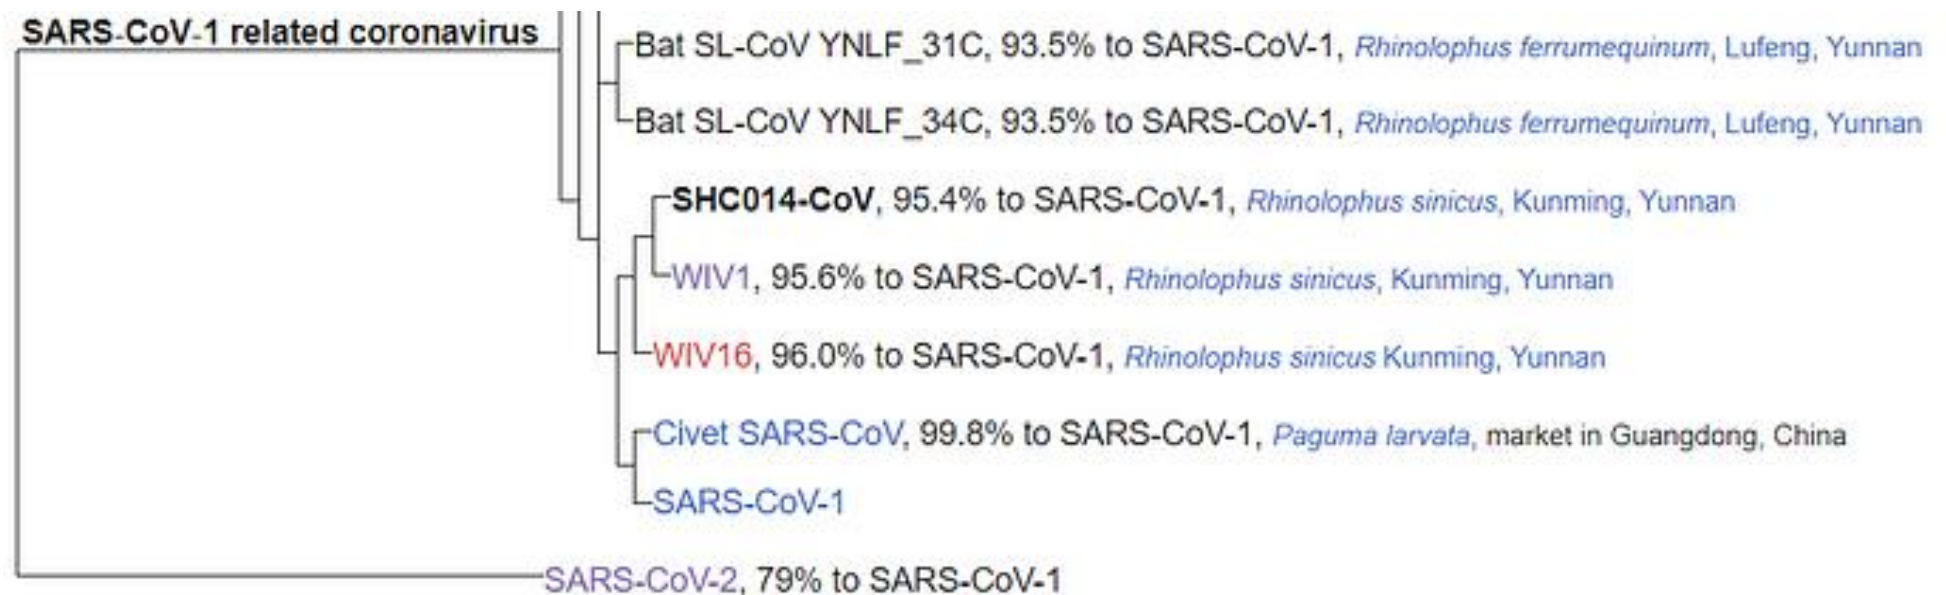 SARS-CoV-1 related coronavirus
Bat SL-CoV YNLF_31C, 93.5% to SARS-CoV-1, Rhinolophus ferrumequinum, Lufeng, Yunnan
Bat SL-CoV YNLF_34C, 93.5% to SARS-CoV-1, Rhinolophus ferrumequinum, Lufeng, Yunnan
SHC014-CoV, 95.4% to SARS-CoV-1, Rhinolophus sinicus, Kunming, Yunnan
WIV1, 95.6% to SARS-CoV-1, Rhinolophus sinicus, Kunming, Yunnan
WIV16, 96.0% to SARS-CoV-1, Rhinolophus sinicus Kunming, Yunnan
Civet SARS-CoV, 99.8% to SARS-CoV-1, Paguma larvata, market in Guangdong, China
SARS-CoV-1
SARS-CoV-2, 79% to SARS-CoV-1